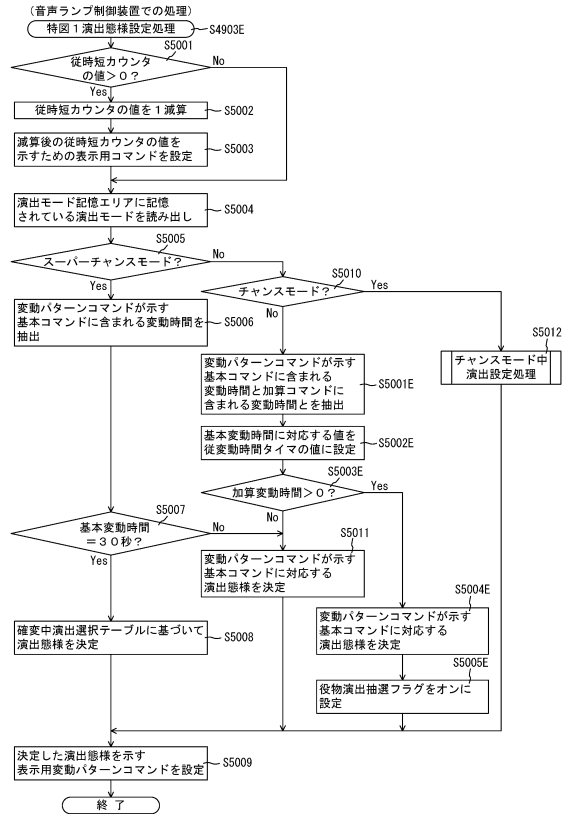 (音声ランプ制御装置での処理)
特図1演出態様設定処理
S4903E
S5001
従時短カウンタ
の値>0?
No
Yes
従時短カウンタの値を1減算
S5002
減算後の従時短カウンタの値を
示すための表示用コマンドを設定
S5003
演出モード記憶エリアに記憶
されている演出モードを読み出し
S5004
S5005
スーパーチャンスモード?
No
Yes
S5010
チャンスモード?
Yes
No
変動パターンコマンドが示す
基本コマンドに含まれる変動時間を
抽出
S5006
S5012
チャンスモード中
演出設定処理
変動パターンコマンドが示す
基本コマンドに含まれる
変動時間と加算コマンドに
含まれる変動時間とを抽出
S5001E
基本変動時間に対応する値を
従変動時間タイマの値に設定
S5002E
S5003E
加算変動時間>0?
Yes
No
S5007
基本変動時間
=30秒?
No
Yes
S5011
変動パターンコマンドが示す
基本コマンドに対応する
演出態様を決定
S5004E
変動パターンコマンドが示す
基本コマンドに対応する
演出態様を決定
確変中演出選択テーブルに基づいて
演出態様を決定
S5008
S5005E
役物演出抽選フラグをオンに
設定
決定した演出態様を示す
表示用変動パターンコマンドを設定
S5009
終了